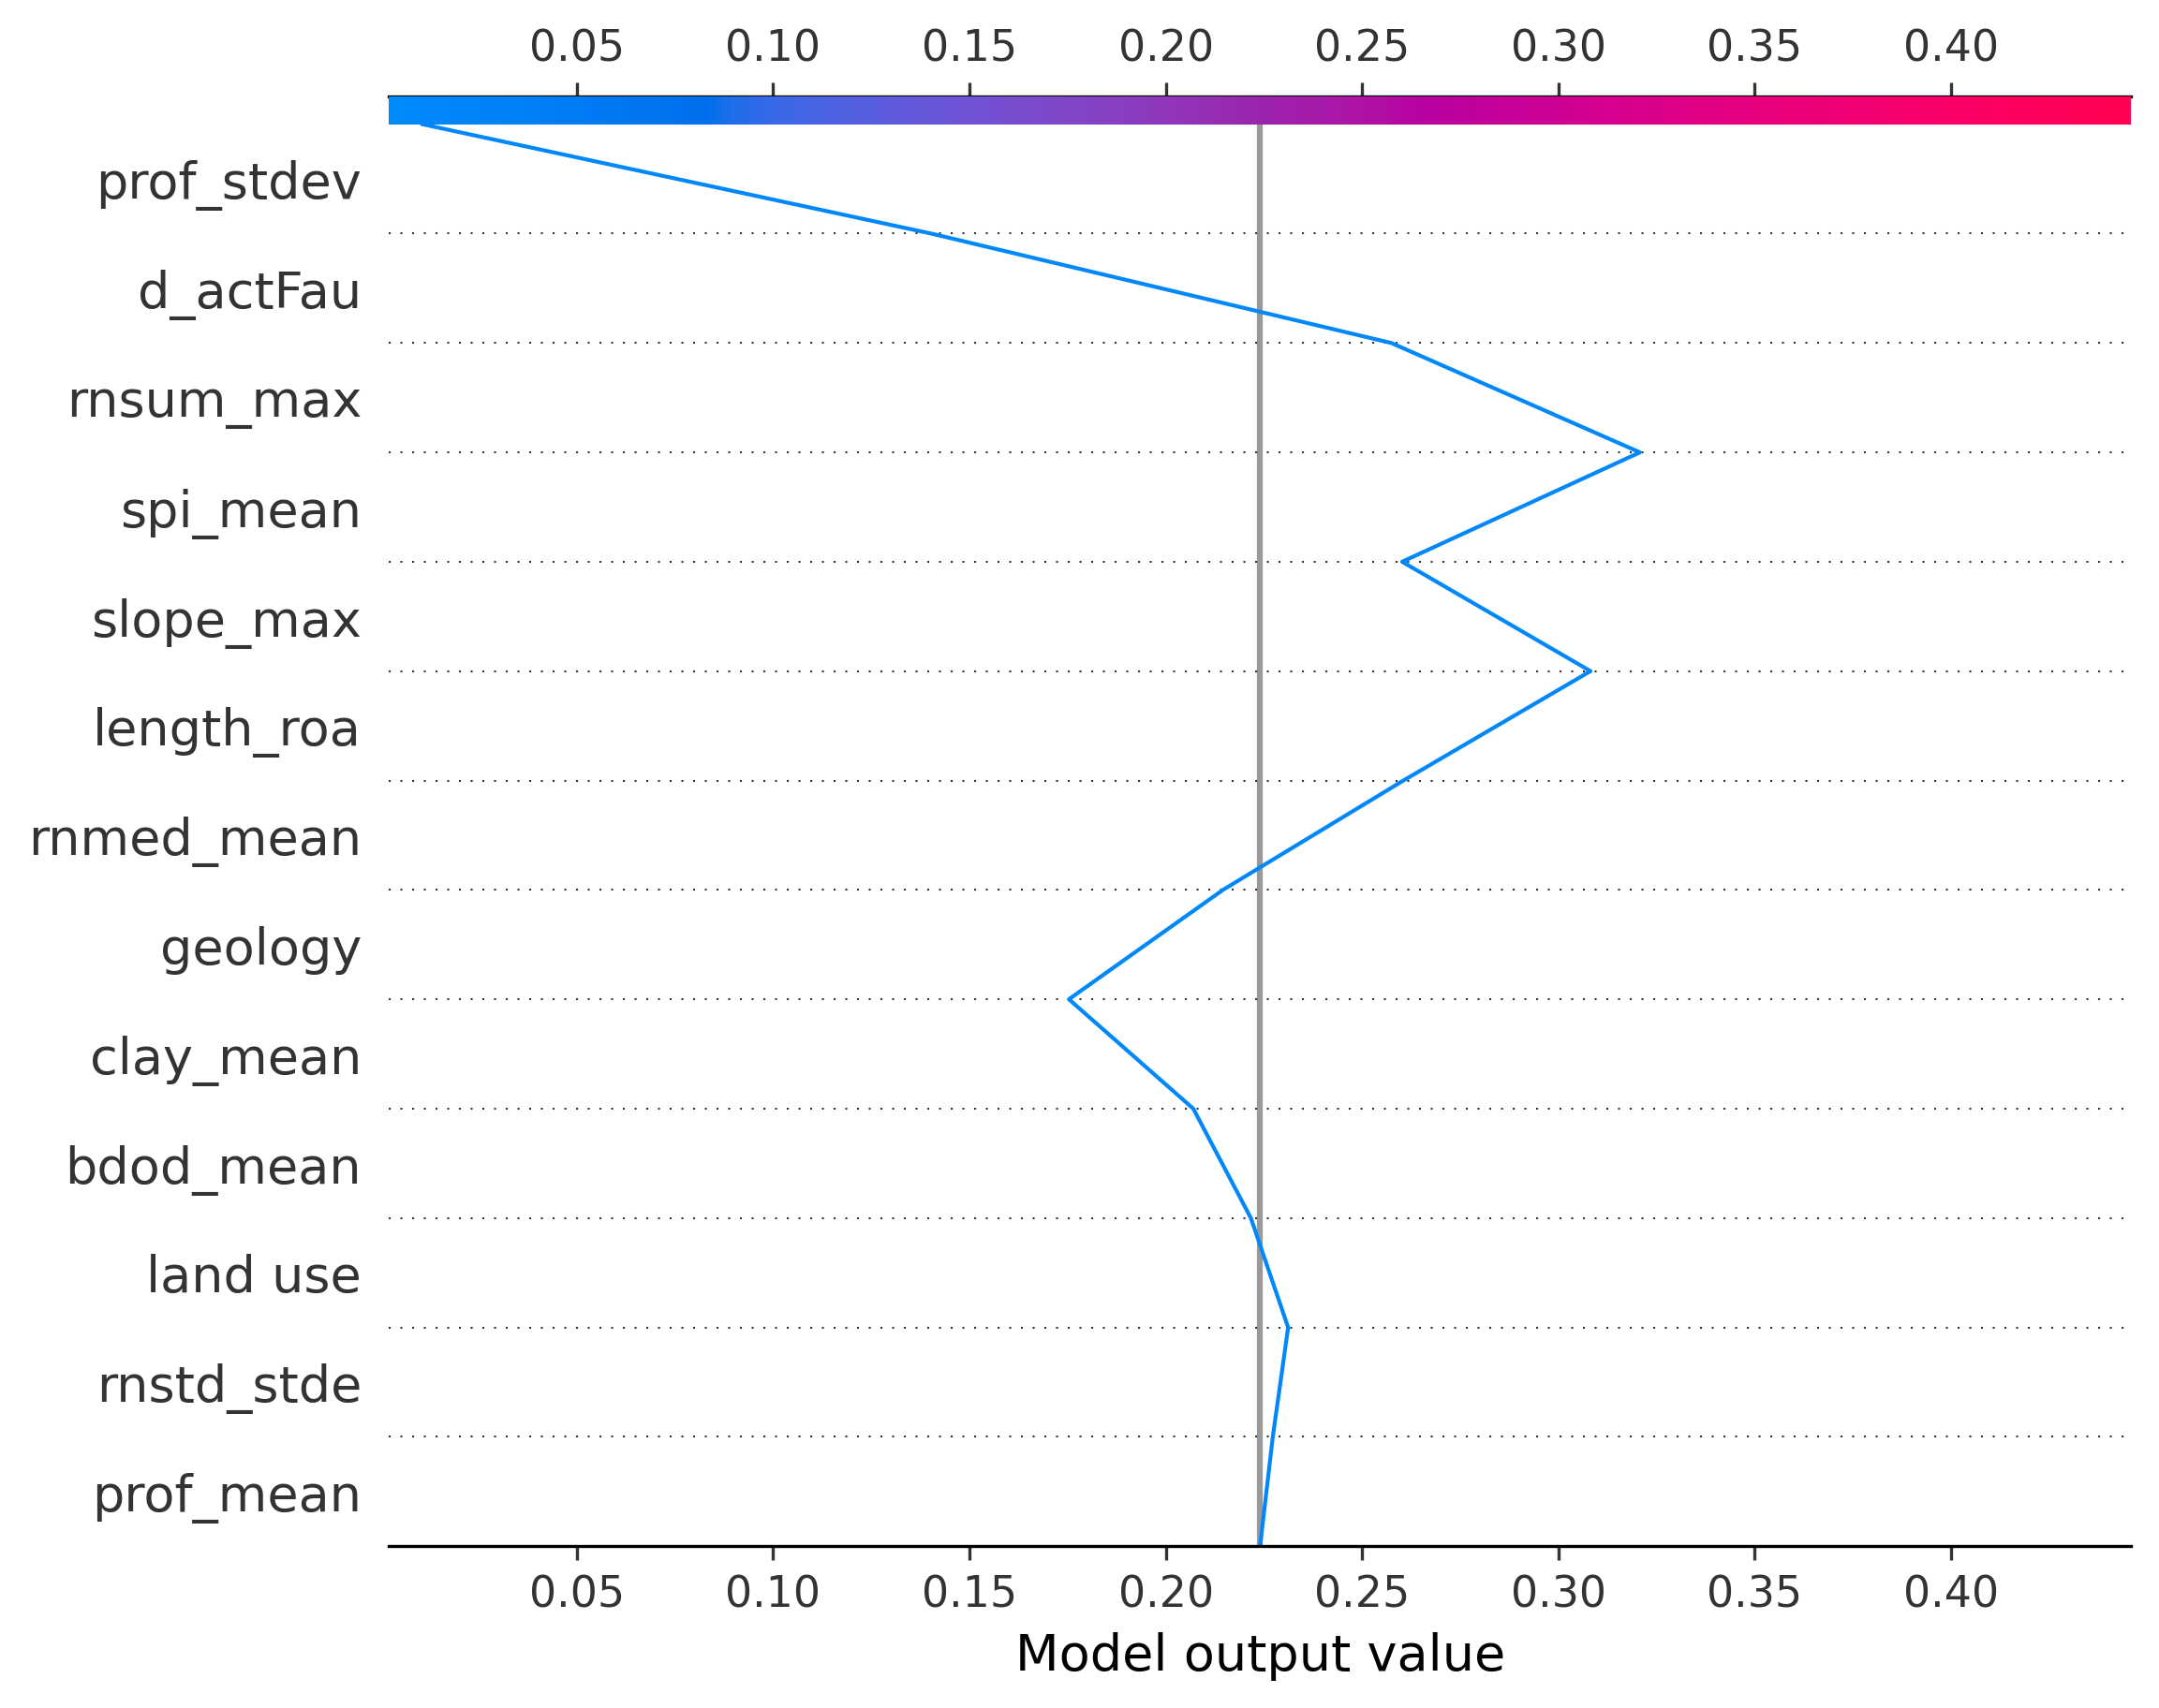 0.05 0.10 0.15 0.20 0.25 0.30 0.35 0.40
prof_stdev
d_actFau
rnsum_max
spi_mean
slope_max
length_roa
rnmed_mean
geology
clay_mean
bdod_mean
land use
rnstd_stde
prof_mean
0.05 0.10 0.15 0.20 0.25 0.30 0.35 0.40
Model output value